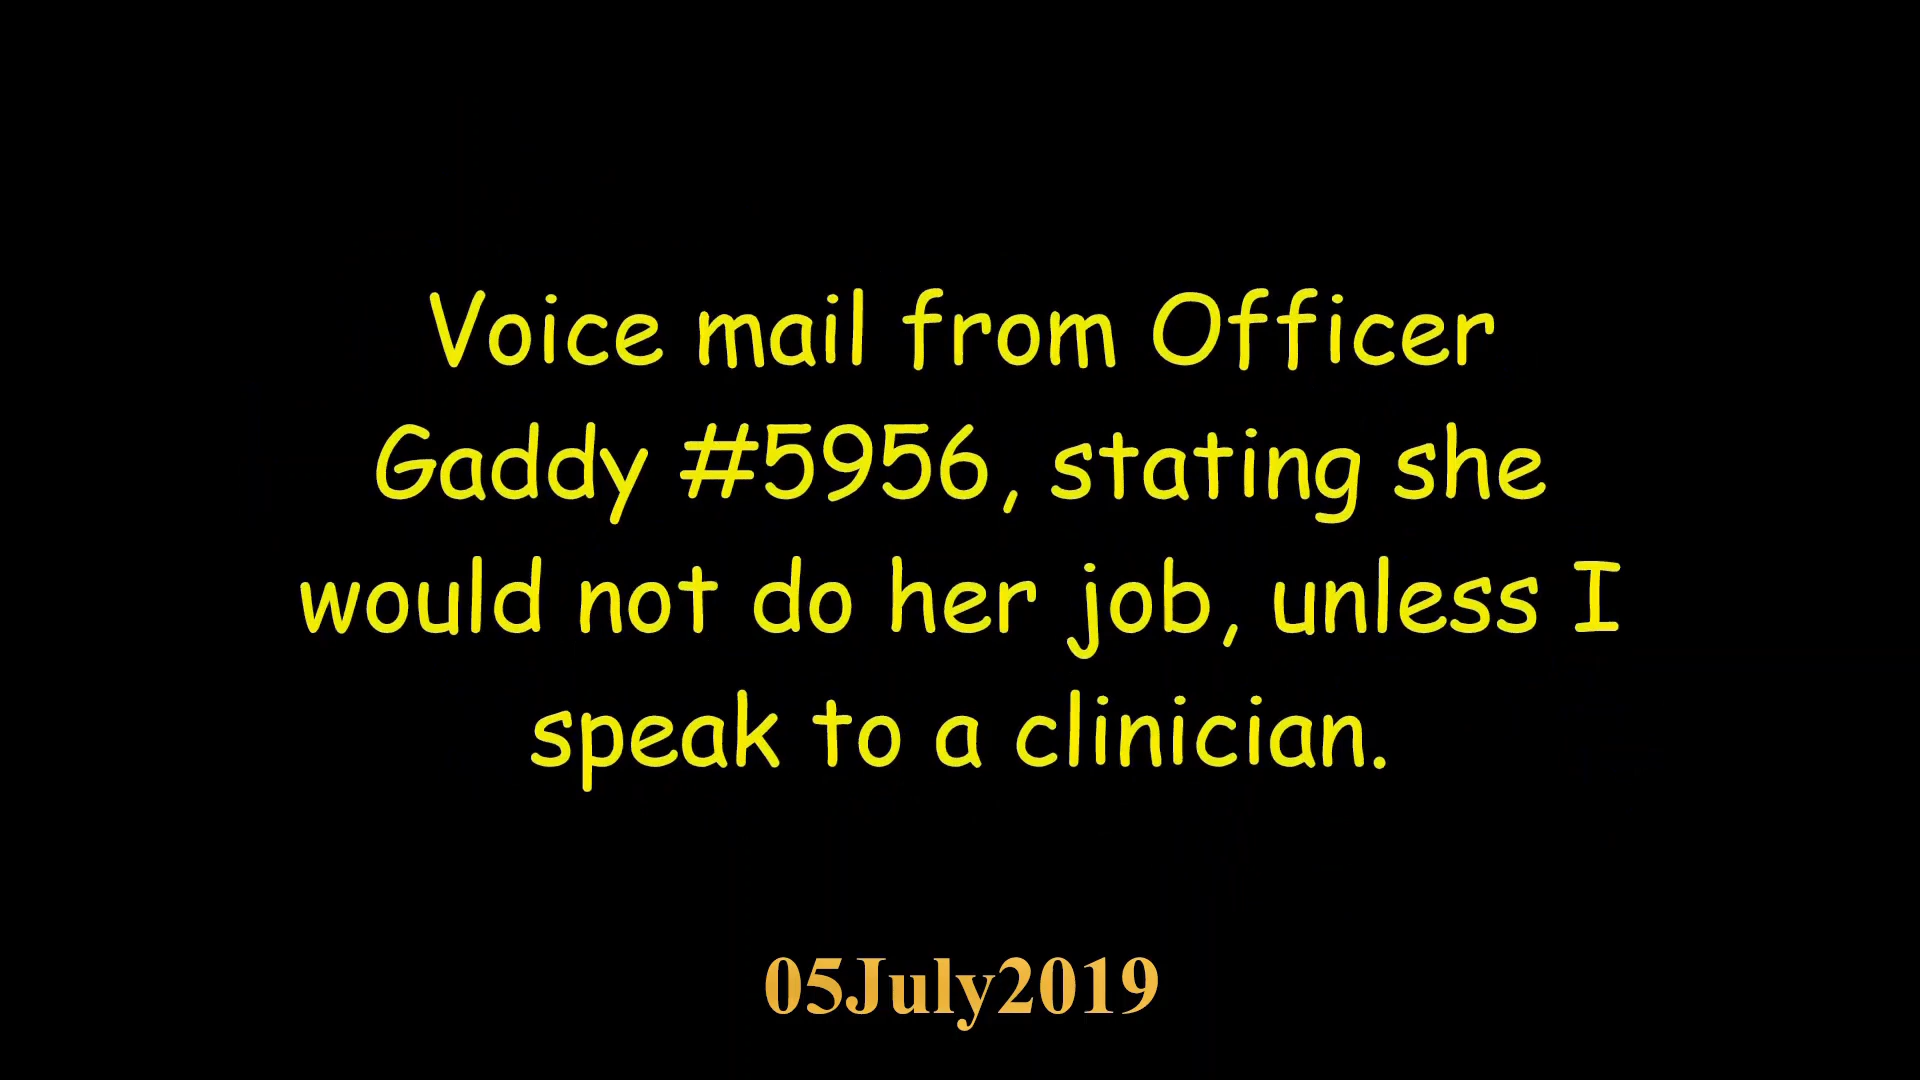 Voice mail from Officer
Gaddy #5956, stating she
would not do her job, unless I
speak to a clinician.
05July2019